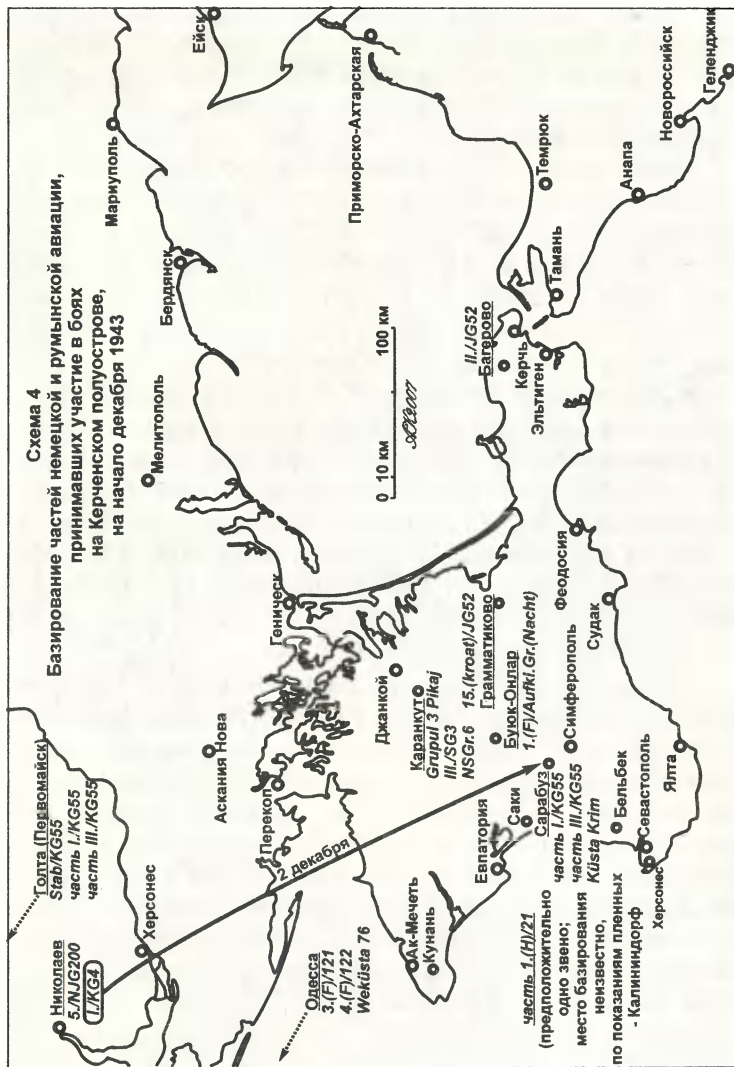 Схема 4
Базирование частей немецкой и румынской авиации,
принимавших участие в боях
на Керченском полуострове,
на начало декабря 1943
Голта (Первомайск)
Stab/KG55
часть I./KG55
часть III./KG55
Николаев
5./NJG200
I./KG4
Херсонес
Аскания Нова
Перекоп
2 декабря
Одесса
3.(F)/121
4.(F)/122
Weküsta 76
Мелитополь
Бердянск
Мариуполь
Ейск
Геническ
Приморско-Ахтарская
0 10 км
100 км
Джанкой
Каранкут
Grupul 3 Pikaj
III./SG3
NSGr.6
15.(kroat)/JG52
Грамматиково
Буюк-Онлар
1.(F)/Aufkl.Gr.(Nacht)
II./JG52
Багерово
Керчь
Эльтиген
Тамань
Темрюк
Анапа
Новороссийск
Геленджик
Ак-Мечеть
Кунань
Евпатория
Саки
Сарабуз
часть I./KG55
часть III./KG55
Küsta Krim
Симферополь
Феодосия
Судак
Бельбек
Севастополь
Херсонес
Ялта
часть 1.(H)/21
(предположительно
одно звено;
место базирования
неизвестно,
по показаниям пленных
- Калининдорф